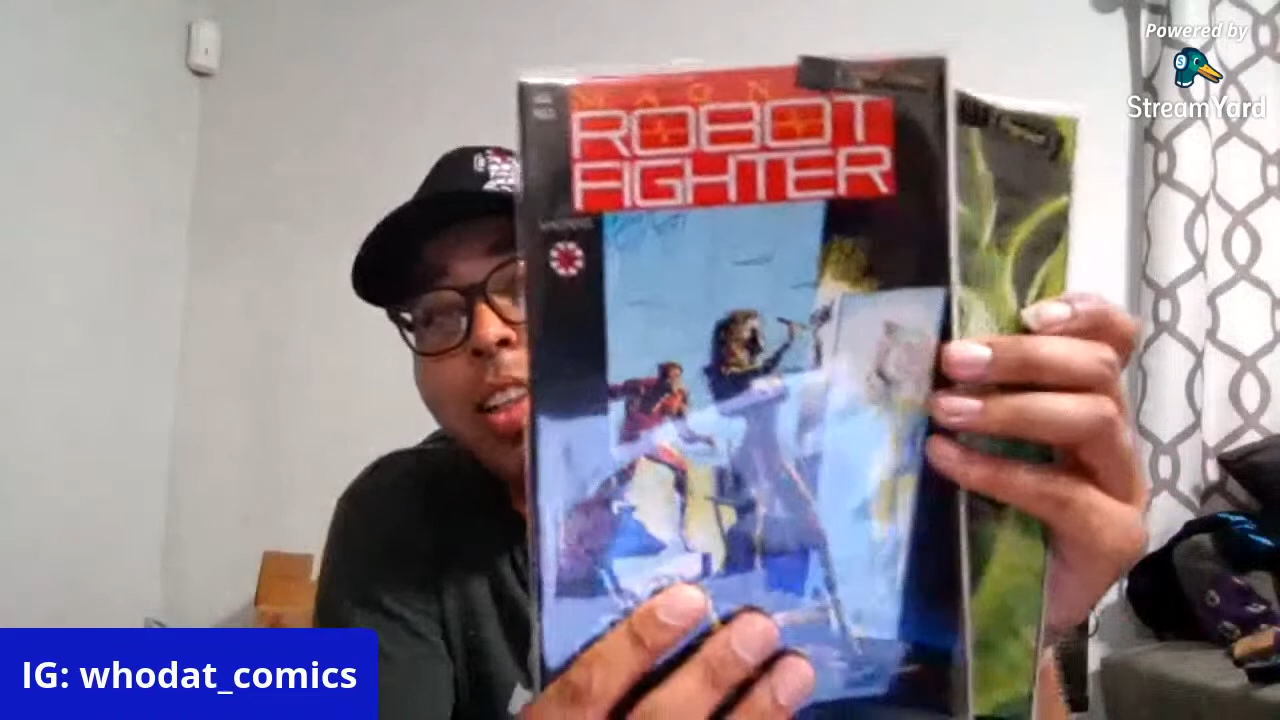 Powered by
StreamYard
ROBOT
FIGHTER
IG: whodat_comics